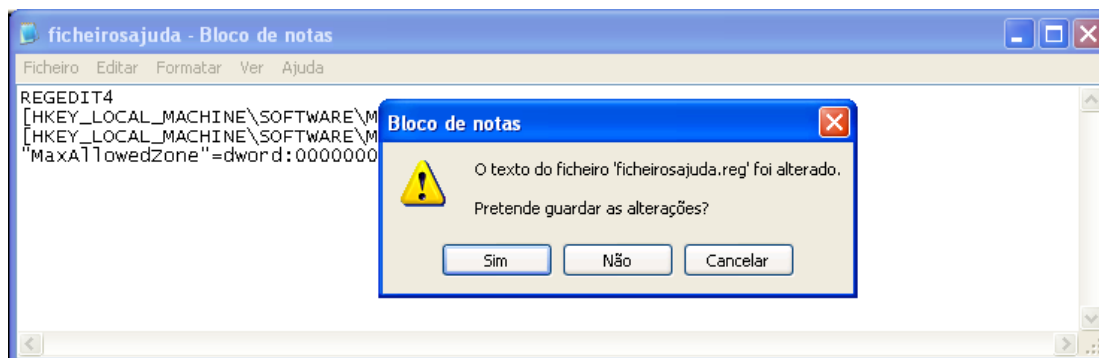 ficheirosajuda - Bloco de notas
Ficheiro Editar Formatar Ver Ajuda
REGEDIT4
[HKEY_LOCAL_MACHINE\SOFTWARE\M
[HKEY_LOCAL_MACHINE\SOFTWARE\M
"MaxAllowedZone"=dword:0000000
Bloco de notas
O texto do ficheiro 'ficheirosajuda.reg' foi alterado.
Pretende guardar as alterações?
Sim Não Cancelar